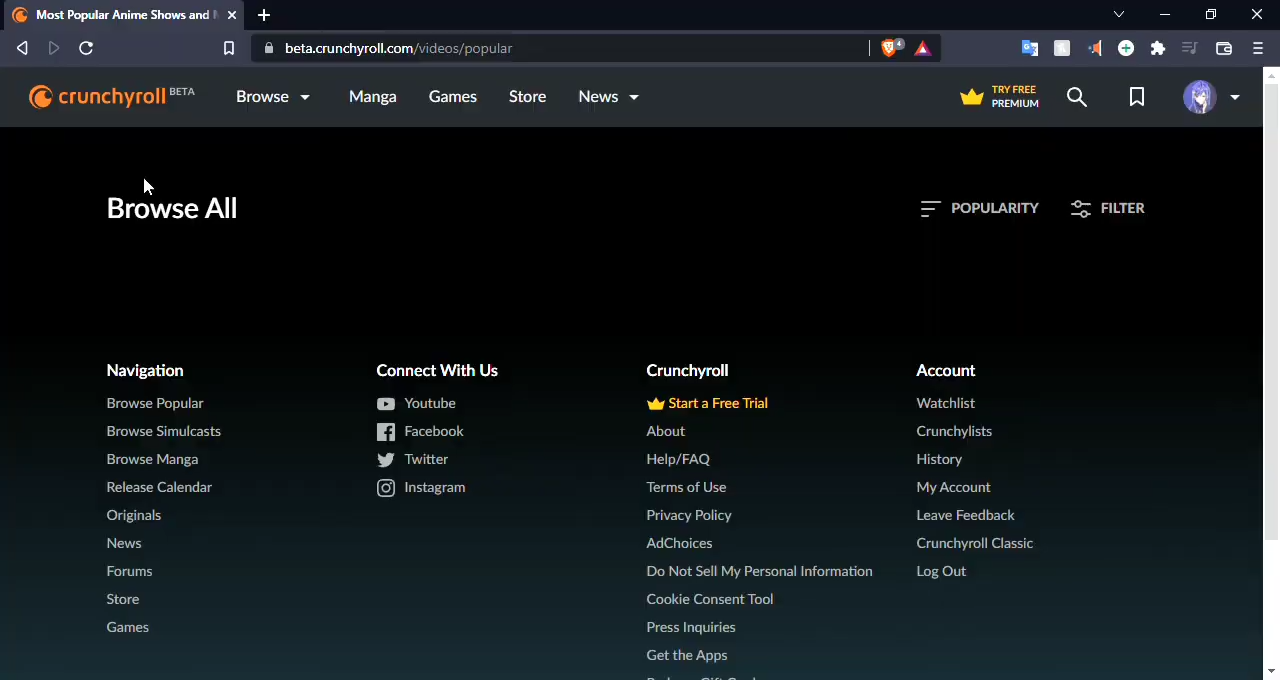 Most Popular Anime Shows and
beta.crunchyroll.com/videos/popular
4
crunchyroll BETA
Browse
Manga
Games
Store
News
TRY FREE
PREMIUM
Browse All
POPULARITY
FILTER
Navigation
Browse Popular
Browse Simulcasts
Browse Manga
Release Calendar
Originals
News
Forums
Store
Games
Connect With Us
Youtube
Facebook
Twitter
Instagram
Crunchyroll
Start a Free Trial
About
Help/FAQ
Terms of Use
Privacy Policy
AdChoices
Do Not Sell My Personal Information
Cookie Consent Tool
Press Inquiries
Get the Apps
Account
Watchlist
Crunchylists
History
My Account
Leave Feedback
Crunchyroll Classic
Log Out